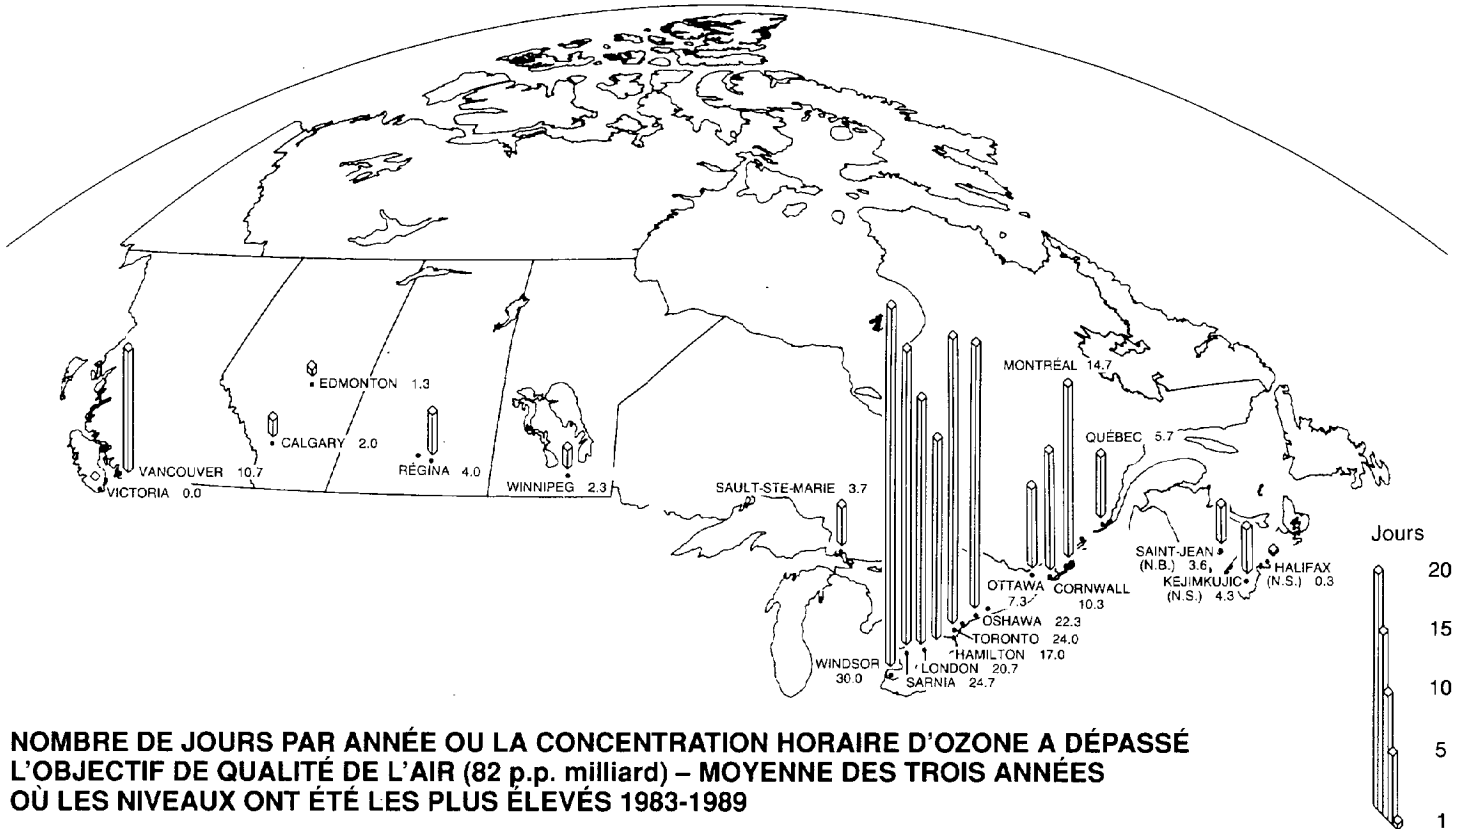 MONTRÉAL 14.7
EDMONTON 1.3
QUÉBEC 5.7
CALGARY 2.0
VANCOUVER 10.7
RÉGINA 4.0
WINNIPEG 2.3
VICTORIA 0.0
SAULT-STE-MARIE 3.7
Jours
20
15
10
5
1
SAINT-JEAN
(N.B.) 3.6
HALIFAX
(N.S.) 0.3
KEJIMKUJIC
(N.S.) 4.3
OTTAWA
7.3
CORNWALL
10.3
OSHAWA 22.3
TORONTO 24.0
HAMILTON 17.0
WINDSOR
30.0
LONDON 20.7
SARNIA 24.7
NOMBRE DE JOURS PAR ANNÉE OU LA CONCENTRATION HORAIRE D'OZONE A DÉPASSÉ
L'OBJECTIF DE QUALITÉ DE L'AIR (82 p.p. milliard) – MOYENNE DES TROIS ANNÉES
OÙ LES NIVEAUX ONT ÉTÉ LES PLUS ÉLEVÉS 1983-1989